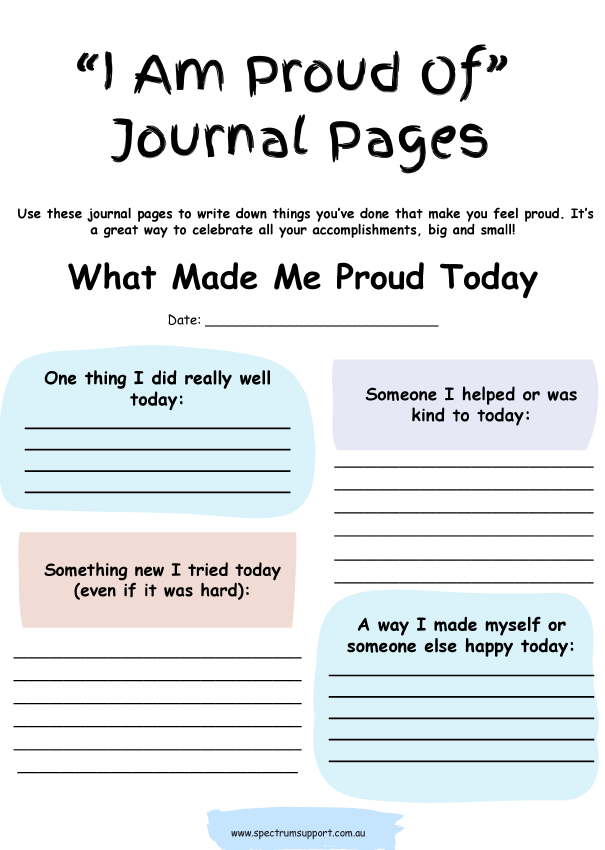 “I Am Proud Of”
Journal Pages
Use these journal pages to write down things you’ve done that make you feel proud. It’s
a great way to celebrate all your accomplishments, big and small!
What Made Me Proud Today
Date: ________________________________
One thing I did really well
today:
Someone I helped or was
kind to today:
Something new I tried today
(even if it was hard):
A way I made myself or
someone else happy today:
www.spectrumsupport.com.au